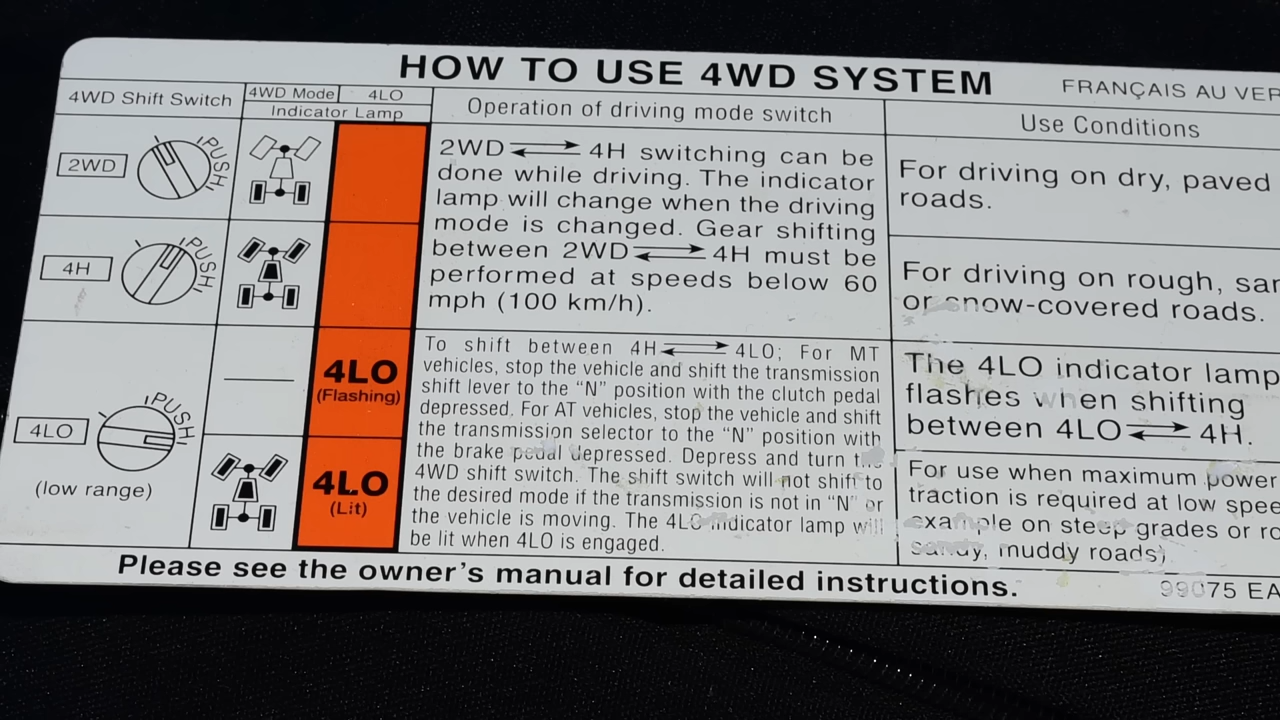 HOW TO USE 4WD SYSTEM
FRANÇAIS AU
4WD Shift Switch
4WD Mode 4LO
Indicator Lamp
Operation of driving mode switch
Use Conditions
2WD
PUSH
2WD ⇄ 4H switching can be
done while driving. The indicator
lamp will change when the driving
mode is changed. Gear shifting
between 2WD ⇄ 4H must be
performed at speeds below 60
mph (100 km/h).
For driving on dry, paved
roads.
4H
PUSH
For driving on rough,
or snow-covered roads.
4LO
PUSH
(low range)
4LO
(Flashing)
4LO
(Lit)
To shift between 4H ⇄ 4LO; For MT
vehicles, stop the vehicle and shift the transmission
shift lever to the “N” position with the clutch pedal
depressed. For AT vehicles, stop the vehicle and shift
the transmission selector to the “N” position with
the brake pedal depressed. Depress and turn the
4WD shift switch. The shift switch will not shift to
the desired mode if the transmission is not in “N” or
the vehicle is moving. The 4LO indicator lamp will
be lit when 4LO is engaged.
The 4LO indicator lamp
flashes when shifting
between 4LO ⇄ 4H.
For use when maximum power
traction is required at low
example on steep grades or
sandy, muddy roads)
Please see the owner’s manual for detailed instructions.
99075 EA